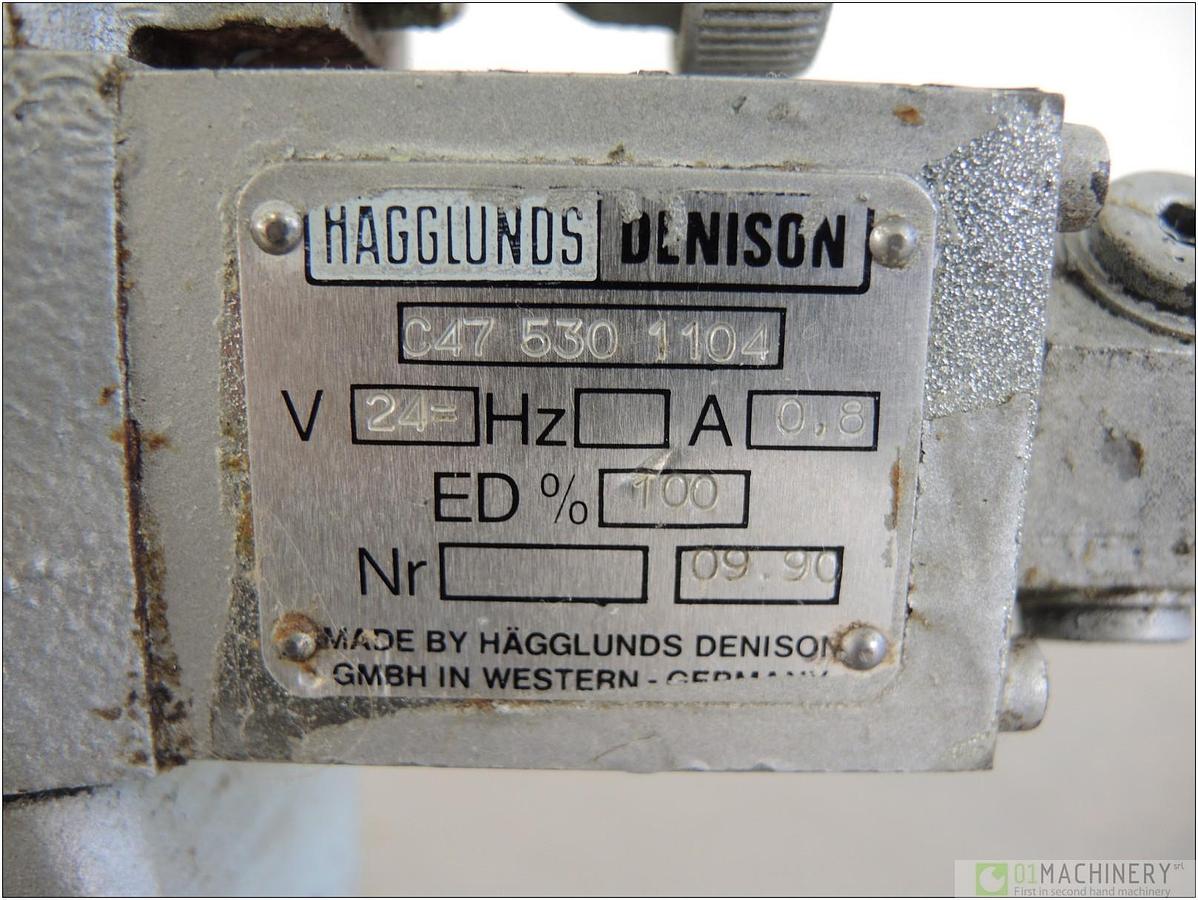 HÄGGLUNDS DENISON
C47 530 1104
V 24= Hz A 0,8
ED % 100
Nr 09.90
MADE BY HÄGGLUNDS DENISON
GMBH IN WESTERN - GERMANY
01MACHINERY srl
First in second hand machinery